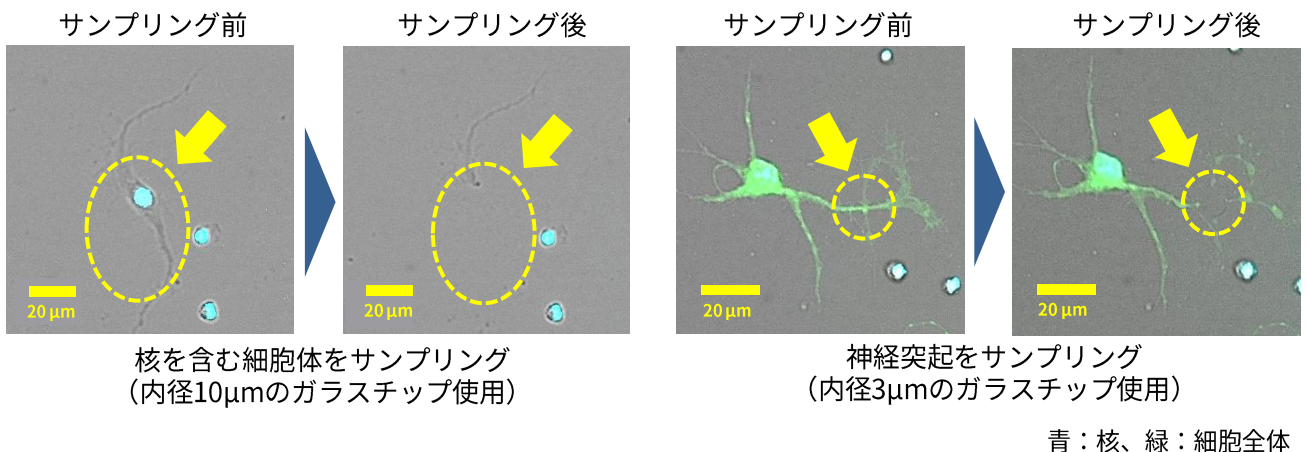 サンプリング前
サンプリング後
サンプリング前
サンプリング後
20 µm
20 µm
20 µm
20 µm
核を含む細胞体をサンプリング
（内径10µmのガラスチップ使用）
神経突起をサンプリング
（内径3µmのガラスチップ使用）
青：核、緑：細胞全体